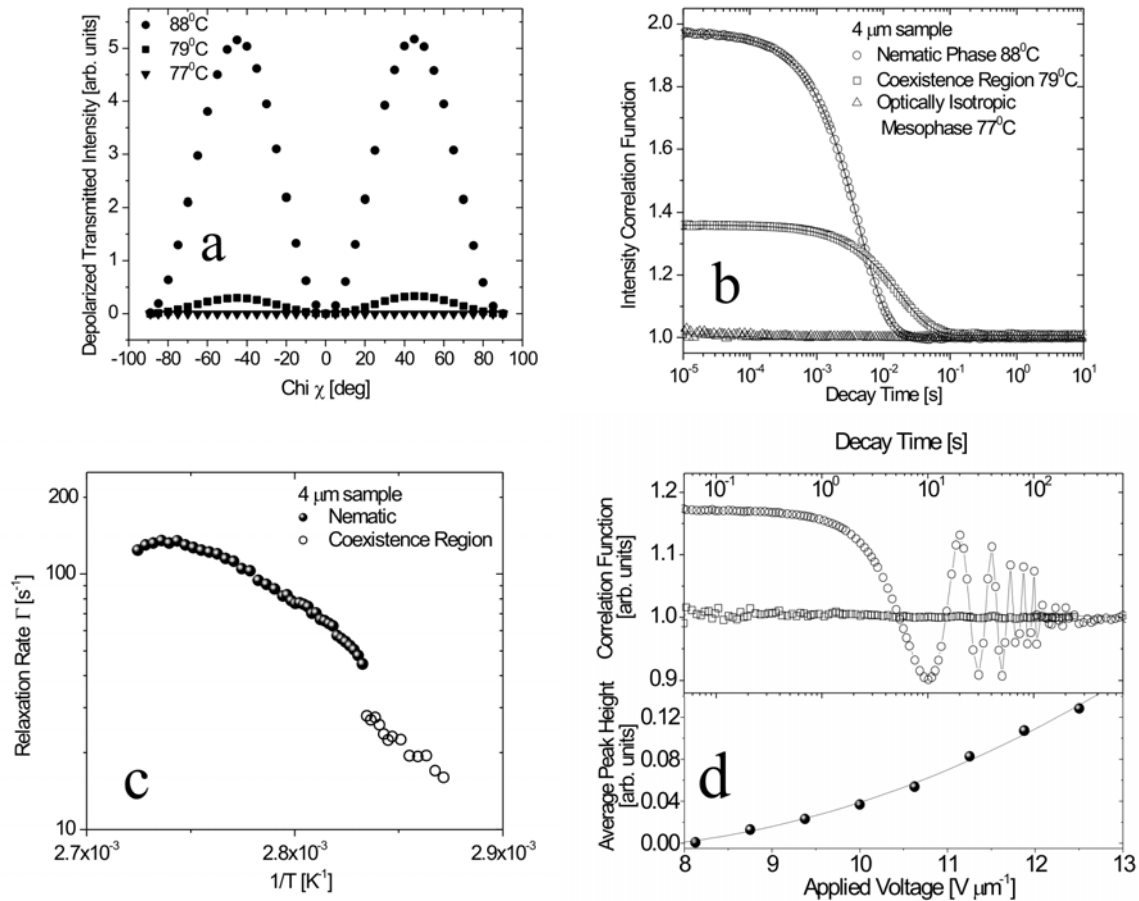 88⁰C
79⁰C
77⁰C
5
4
3
2
1
0
Depolarized Transmitted Intensity [arb. units]
a
-100 -80 -60 -40 -20 0 20 40 60 80 100
Chi χ [deg]
2.0
1.8
1.6
1.4
1.2
1.0
Intensity Correlation Function
4 μm sample
Nematic Phase 88⁰C
Coexistence Region 79⁰C
Optically Isotropic
Mesophase 77⁰C
b
10⁻⁵ 10⁻⁴ 10⁻³ 10⁻² 10⁻¹ 10⁰ 10¹
Decay Time [s]
200
100
10
Relaxation Rate Γ [s⁻¹]
4 μm sample
Nematic
Coexistence Region
c
2.7x10⁻³ 2.8x10⁻³ 2.9x10⁻³
1/T [K⁻¹]
Decay Time [s]
10⁻¹ 10⁰ 10¹ 10²
1.2
1.1
1.0
0.9
Correlation Function
[arb. units]
0.12
0.08
0.04
0.00
Average Peak Height
[arb. units]
d
8 9 10 11 12 13
Applied Voltage [V μm⁻¹]